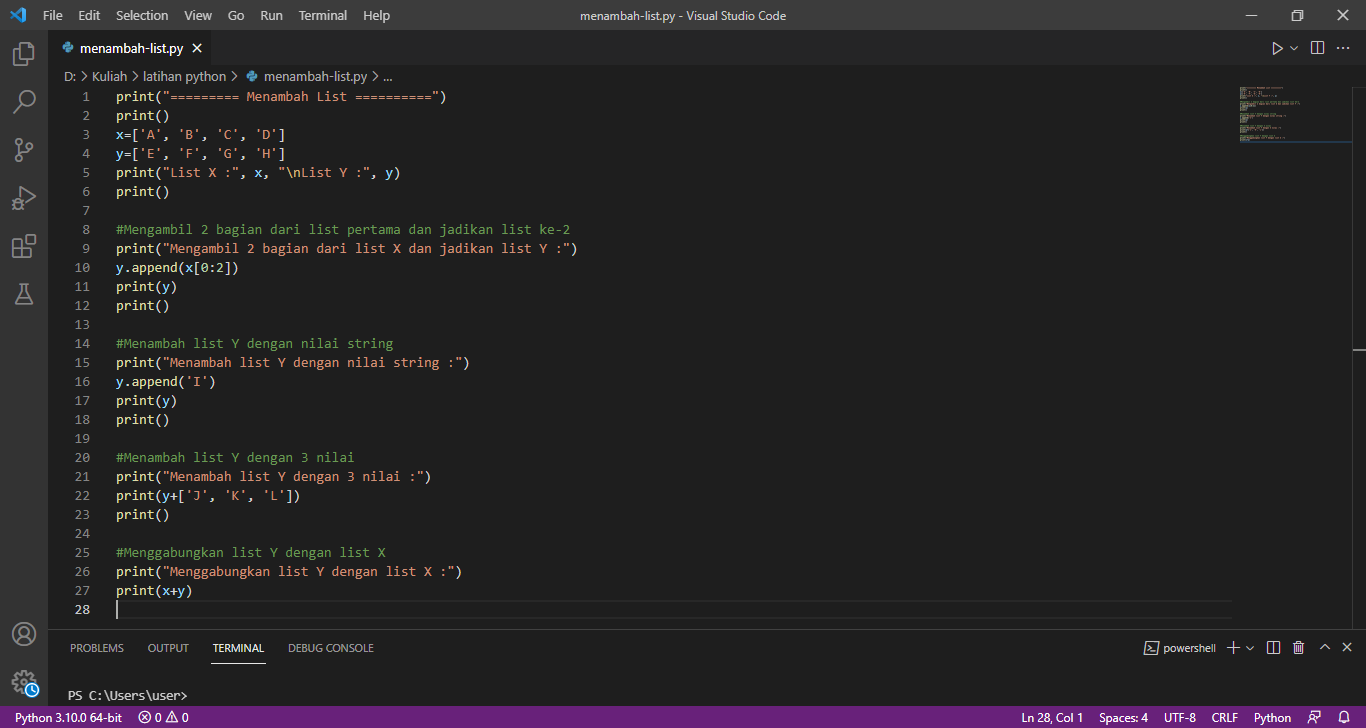 File Edit Selection View Go Run Terminal Help menambah-list.py - Visual Studio Code
menambah-list.py
D: > Kuliah > latihan python > menambah-list.py > ...
1 print("========= Menambah List ==========")
2 print()
3 x=['A', 'B', 'C', 'D']
4 y=['E', 'F', 'G', 'H']
5 print("List X :", x, "\nList Y :", y)
6 print()
7
8 #Mengambil 2 bagian dari list pertama dan jadikan list ke-2
9 print("Mengambil 2 bagian dari list X dan jadikan list Y :")
10 y.append(x[0:2])
11 print(y)
12 print()
13
14 #Menambah list Y dengan nilai string
15 print("Menambah list Y dengan nilai string :")
16 y.append('I')
17 print(y)
18 print()
19
20 #Menambah list Y dengan 3 nilai
21 print("Menambah list Y dengan 3 nilai :")
22 print(y+['J', 'K', 'L'])
23 print()
24
25 #Menggabungkan list Y dengan list X
26 print("Menggabungkan list Y dengan list X :")
27 print(x+y)
28
PROBLEMS OUTPUT TERMINAL DEBUG CONSOLE powershell
PS C:\Users\user>
Python 3.10.0 64-bit 0 0 Ln 28, Col 1 Spaces: 4 UTF-8 CRLF Python